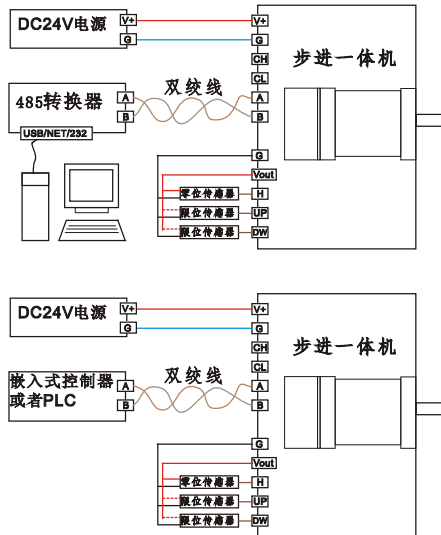 DC24V电源
V+
G
V+
G
CH
CL
步进一体机
485转换器
A
B
双绞线
A
B
USB/NET/232
G
Vout
零位传感器
H
限位传感器
UP
限位传感器
DW
DC24V电源
V+
G
V+
G
CH
CL
步进一体机
嵌入式控制器
或者PLC
A
B
双绞线
A
B
G
Vout
零位传感器
H
限位传感器
UP
限位传感器
DW